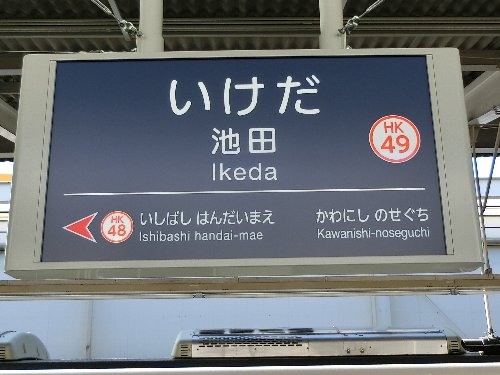 いけだ
池田
Ikeda
HK
49
HK
48
いしばし はんだいまえ
Ishibashi handai-mae
かわにし のせぐち
Kawanishi-noseguchi